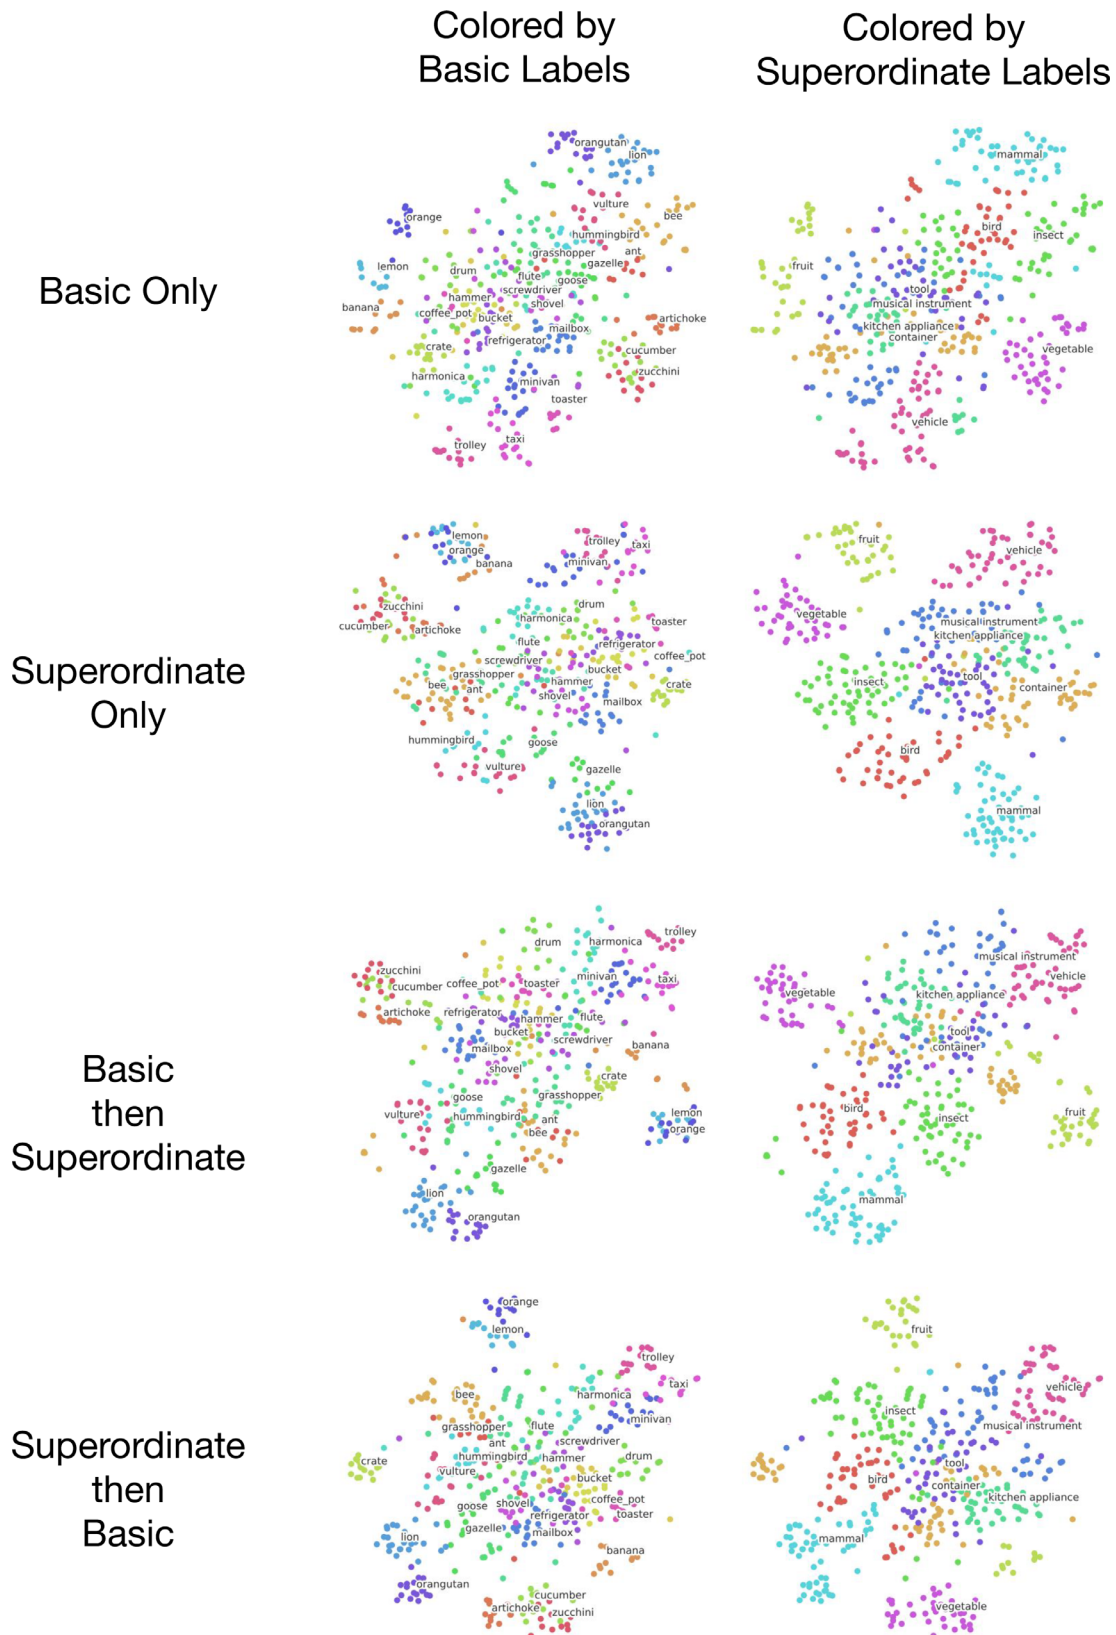 Colored by
Basic Labels
Colored by
Superordinate Labels
Basic Only
orangutan
lion
vulture
bee
orange
hummingbird
grasshopper
ant
gazelle
lemon
drum
flute
goose
screwdriver
hammer
shovel
banana
coffee_pot
bucket
mailbox
artichoke
refrigerator
crate
cucumber
zucchini
harmonica
minivan
toaster
taxi
trolley
mammal
bird
insect
fruit
tool
musical instrument
kitchen appliance
container
vegetable
vehicle
Superordinate
Only
lemon
orange
banana
trolley
taxi
minivan
zucchini
cucumber
artichoke
harmonica
drum
toaster
flute
refrigerator
coffee_pot
screwdriver
grasshopper
bee
ant
hammer
bucket
shovel
crate
mailbox
hummingbird
goose
vulture
gazelle
lion
orangutan
fruit
vehicle
vegetable
musical instrument
kitchen appliance
insect
tool
container
bird
mammal
Basic
then
Superordinate
trolley
drum
harmonica
zucchini
cucumber
coffee_pot
toaster
minivan
taxi
artichoke
refrigerator
hammer
flute
bucket
screwdriver
mailbox
banana
shovel
crate
goose
grasshopper
vulture
hummingbird
ant
bee
lemon
orange
gazelle
lion
orangutan
musical instrument
vehicle
vegetable
kitchen appliance
tool
container
bird
insect
fruit
mammal
Superordinate
then
Basic
orange
lemon
trolley
taxi
bee
harmonica
minivan
grasshopper
flute
ant
screwdriver
crate
hummingbird
hammer
drum
vulture
bucket
goose
shovel
coffee_pot
refrigerator
toaster
gazelle
mailbox
lion
banana
orangutan
cucumber
artichoke
zucchini
fruit
vehicle
insect
musical instrument
tool
bird
container
kitchen appliance
mammal
vegetable